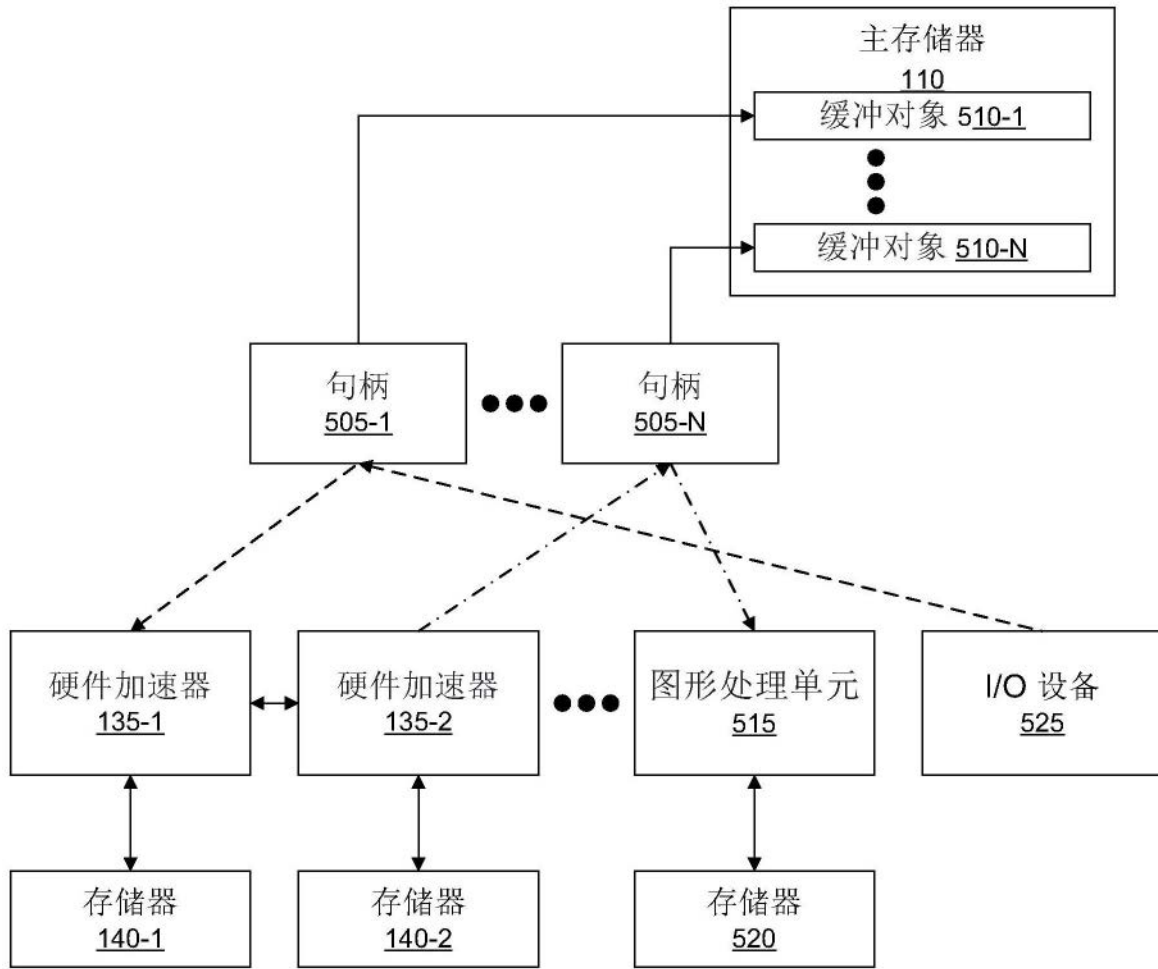 主存储器
110
缓冲对象 510-1
缓冲对象 510-N
句柄
505-1
句柄
505-N
硬件加速器
135-1
硬件加速器
135-2
图形处理单元
515
I/O 设备
525
存储器
140-1
存储器
140-2
存储器
520